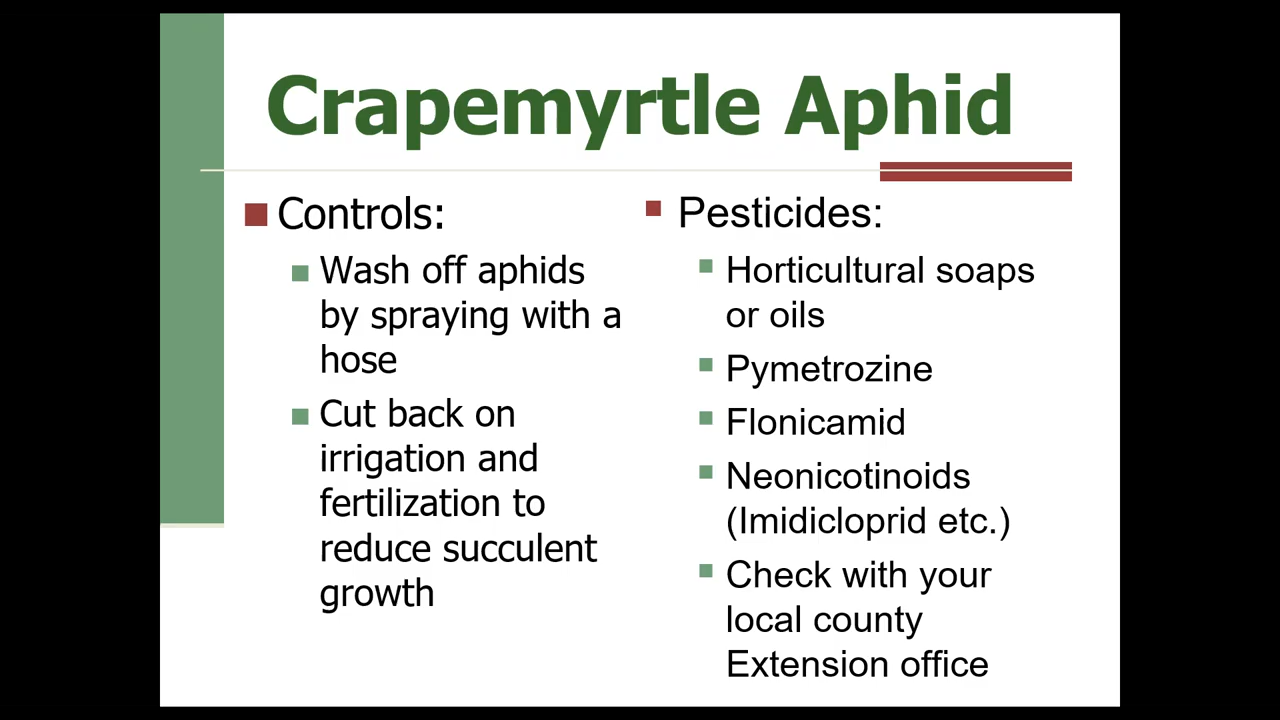 Crapemyrtle Aphid
Controls:
Wash off aphids
by spraying with a
hose
Cut back on
irrigation and
fertilization to
reduce succulent
growth
Pesticides:
Horticultural soaps
or oils
Pymetrozine
Flonicamid
Neonicotinoids
(Imidicloprid etc.)
Check with your
local county
Extension office